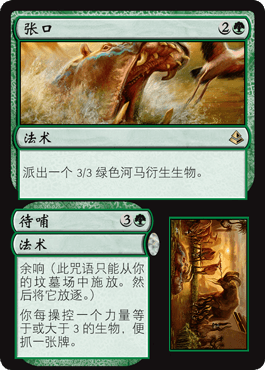 张口 2
法术
派出一个 3/3 绿色河马衍生生物。
待哺 3
法术
余响（此咒语只能从你
的坟墓场中施放。然
后将它放逐。）
你每操控一个力量等
于或大于 3 的生物，便
抓一张牌。